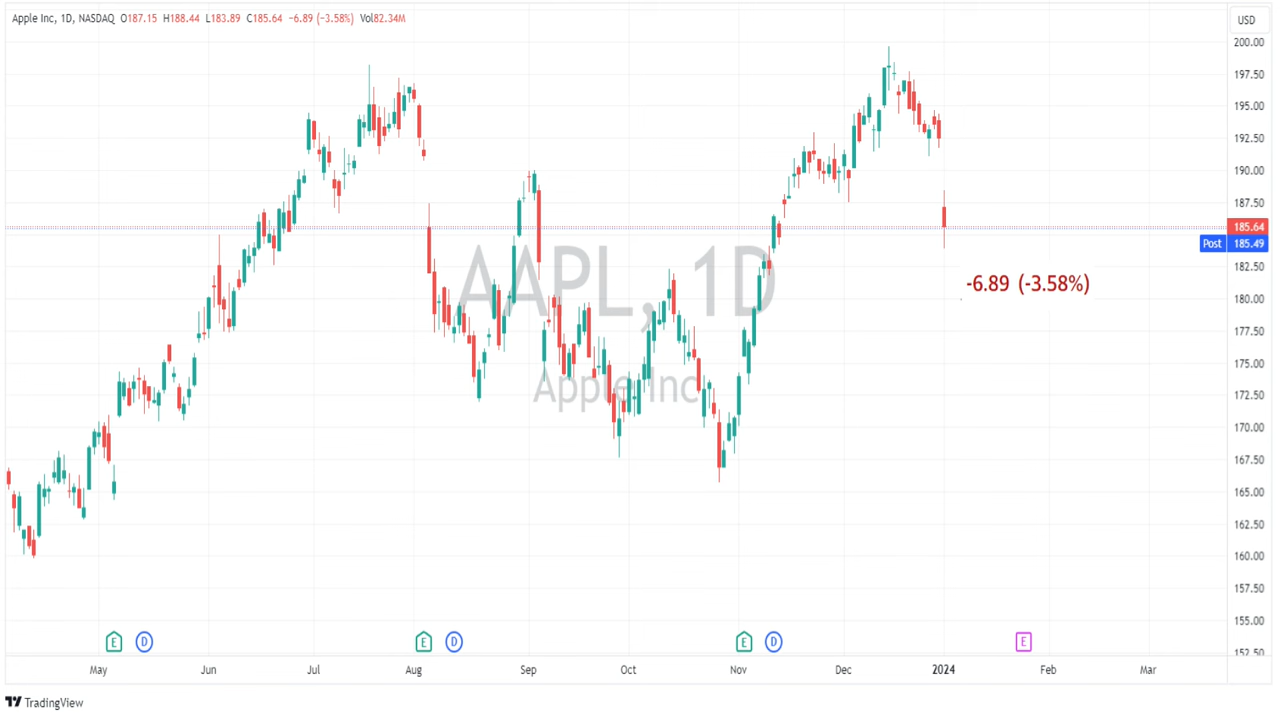 Apple Inc, 1D, NASDAQ O187.15 H188.44 L183.89 C185.64 −6.89 (−3.58%) Vol82.34M
USD
200.00
197.50
195.00
192.50
190.00
187.50
185.64
Post 185.49
182.50
180.00
177.50
175.00
172.50
170.00
167.50
165.00
162.50
160.00
157.50
155.00
152.50
AAPL, 1D
Apple Inc
-6.89 (-3.58%)
E D E D E D E
May Jun Jul Aug Sep Oct Nov Dec 2024 Feb Mar
TradingView